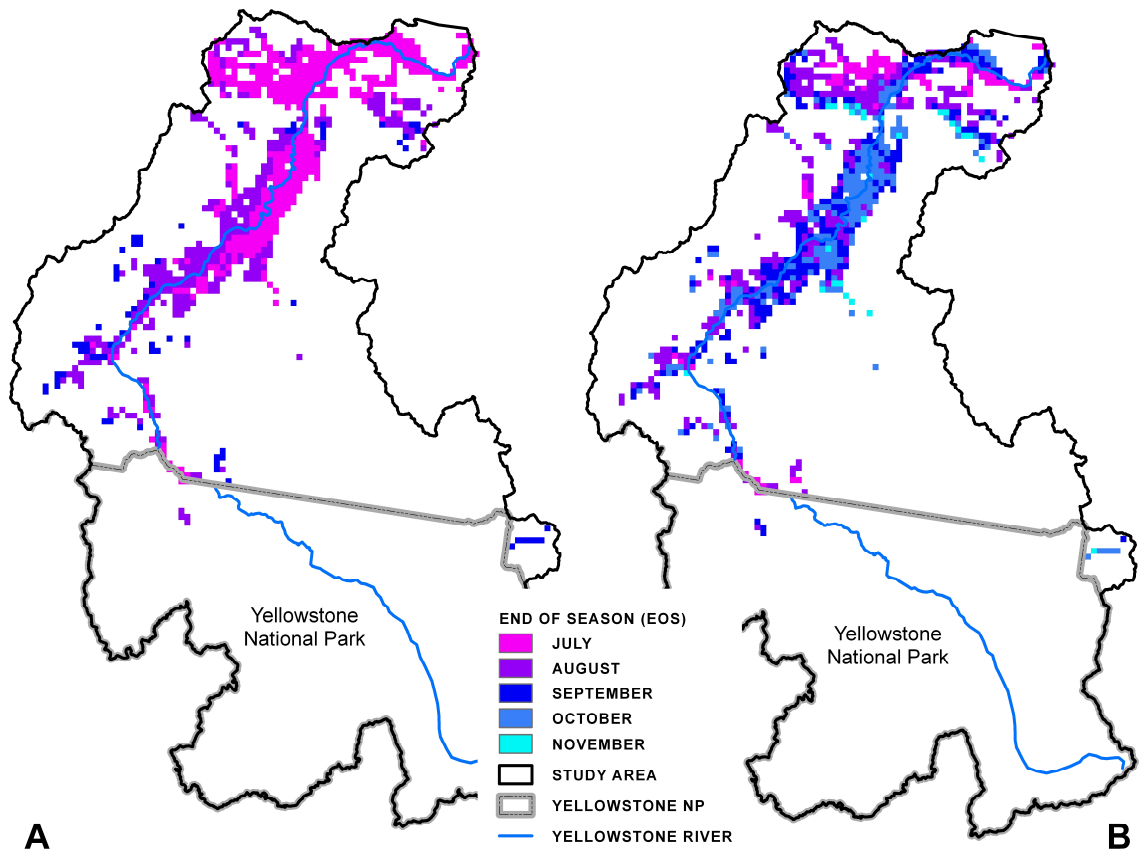 Yellowstone
National Park
END OF SEASON (EOS)
JULY
AUGUST
SEPTEMBER
OCTOBER
NOVEMBER
STUDY AREA
YELLOWSTONE NP
YELLOWSTONE RIVER
Yellowstone
National Park
A
B